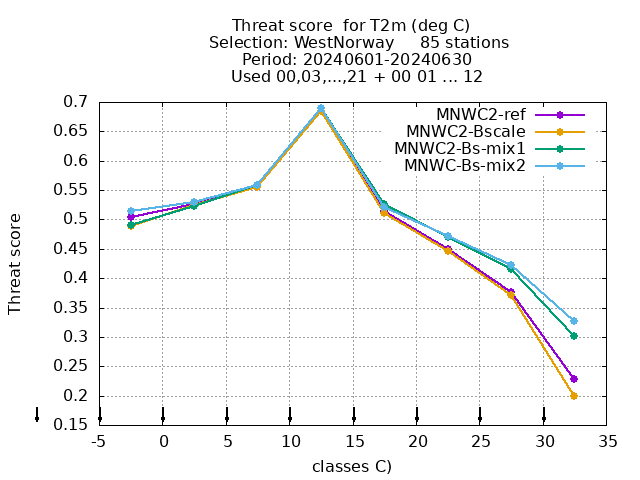 Threat score  for T2m (deg C)
Selection: WestNorway     85 stations
Period: 20240601-20240630
Used 00,03,...,21 + 00 01 ... 12
MNWC2-ref
MNWC2-Bscale
MNWC2-Bs-mix1
MNWC-Bs-mix2
Threat score
0.7
0.65
0.6
0.55
0.5
0.45
0.4
0.35
0.3
0.25
0.2
0.15
-5 0 5 10 15 20 25 30 35
classes C)